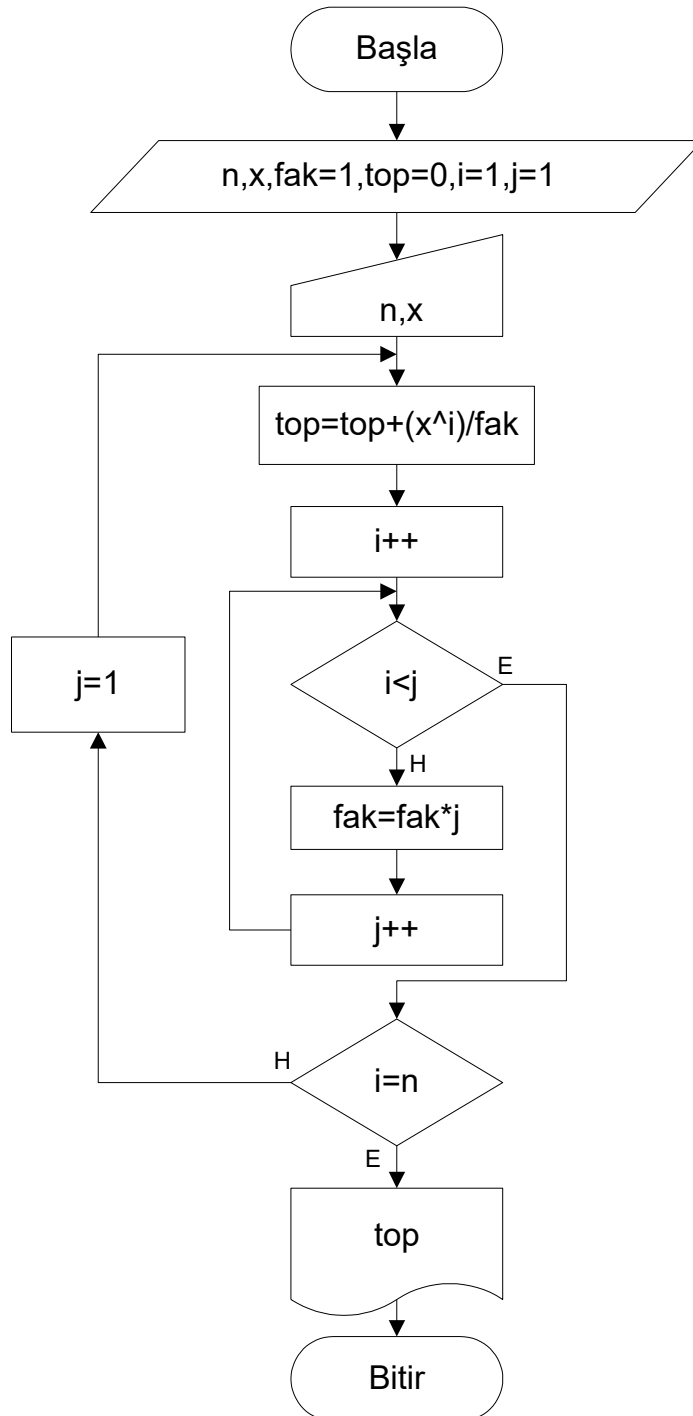 Başla
n,x,fak=1,top=0,i=1,j=1
n,x
top=top+(x^i)/fak
i++
j=1
i<j
E
H
fak=fak*j
j++
i=n
H
E
top
Bitir